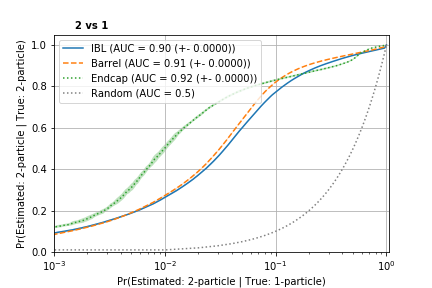 2 vs 1
IBL (AUC = 0.90 (+- 0.0000))
Barrel (AUC = 0.91 (+- 0.0000))
Endcap (AUC = 0.92 (+- 0.0000))
Random (AUC = 0.5)
Pr(Estimated: 2-particle | True: 2-particle)
1.0
0.8
0.6
0.4
0.2
0.0
10⁻³ 10⁻² 10⁻¹ 10⁰
Pr(Estimated: 2-particle | True: 1-particle)